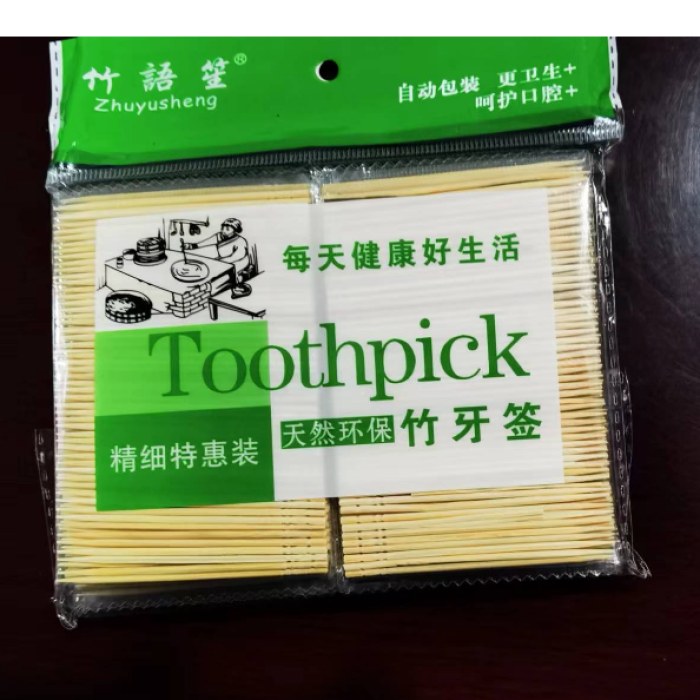 竹語笙®
Zhuyusheng
自动包装 更卫生+
呵护口腔+
每天健康好生活
Toothpick
精细特惠装
天然环保 竹牙签